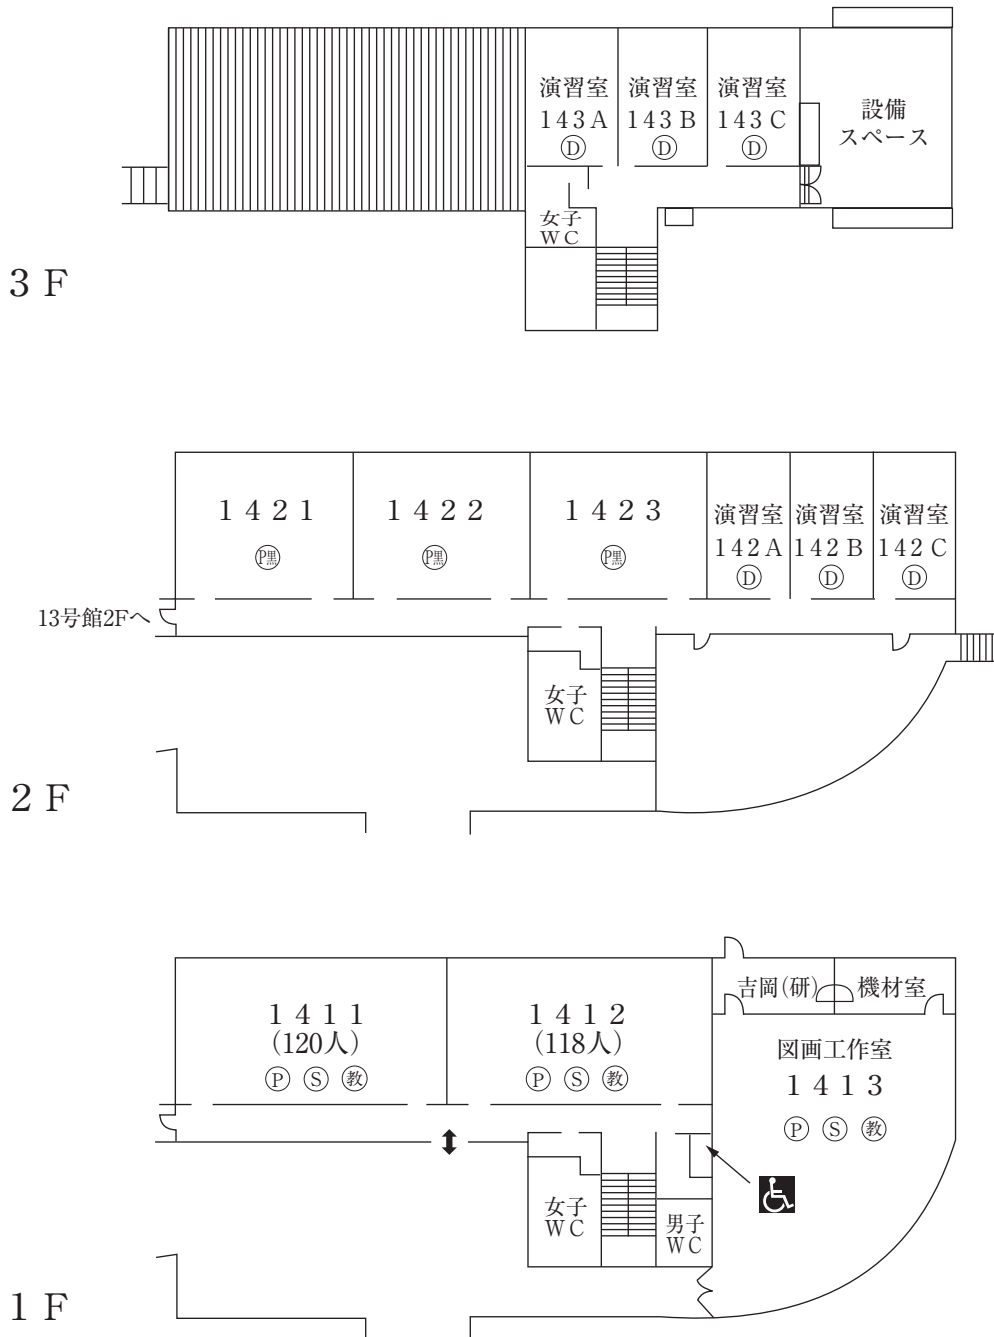 演習室 演習室 演習室
143A 143B 143C
Ⓓ Ⓓ Ⓓ
設備
スペース
女子
WC
3F
1421 1422 1423
P黒 P黒 P黒
演習室 演習室 演習室
142A 142B 142C
Ⓓ Ⓓ Ⓓ
13号館2Fへ
女子
WC
2F
吉岡(研) 機材室
1411 1412
(120人) (118人)
Ⓟ Ⓢ 教 Ⓟ Ⓢ 教
図画工作室
1413
Ⓟ Ⓢ 教
女子
WC
男子
WC
1F